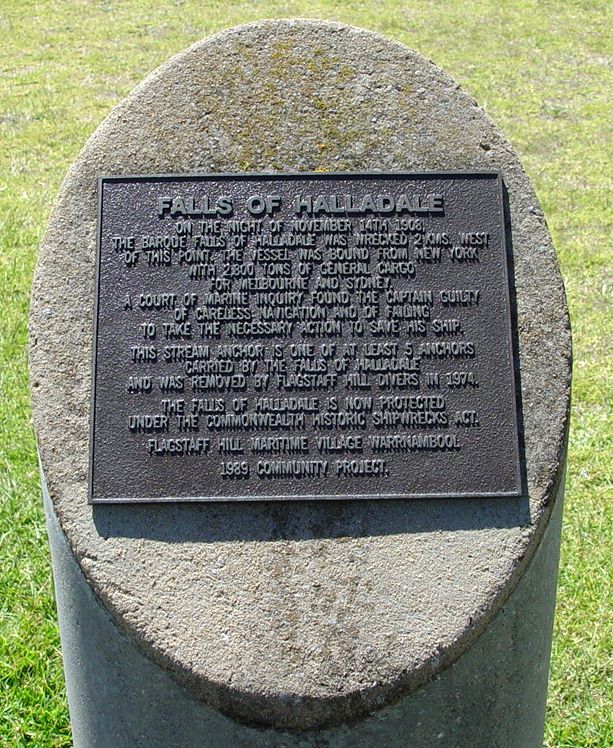 FALLS OF HALLADALE
ON THE NIGHT OF NOVEMBER 14TH 1908,
THE BARQUE FALLS OF HALLADALE WAS WRECKED 2 KMS. WEST
OF THIS POINT. THE VESSEL WAS BOUND FROM NEW YORK
WITH 2,800 TONS OF GENERAL CARGO
FOR MELBOURNE AND SYDNEY.
A COURT OF MARINE INQUIRY FOUND THE CAPTAIN GUILTY
OF CARELESS NAVIGATION AND OF FAILING
TO TAKE THE NECESSARY ACTION TO SAVE HIS SHIP.
THIS STREAM ANCHOR IS ONE OF AT LEAST 5 ANCHORS
CARRIED BY THE FALLS OF HALLADALE
AND WAS REMOVED BY FLAGSTAFF HILL DIVERS IN 1974.
THE FALLS OF HALLADALE IS NOW PROTECTED
UNDER THE COMMONWEALTH HISTORIC SHIPWRECKS ACT.
FLAGSTAFF HILL MARITIME VILLAGE WARRNAMBOOL
1989 COMMUNITY PROJECT.